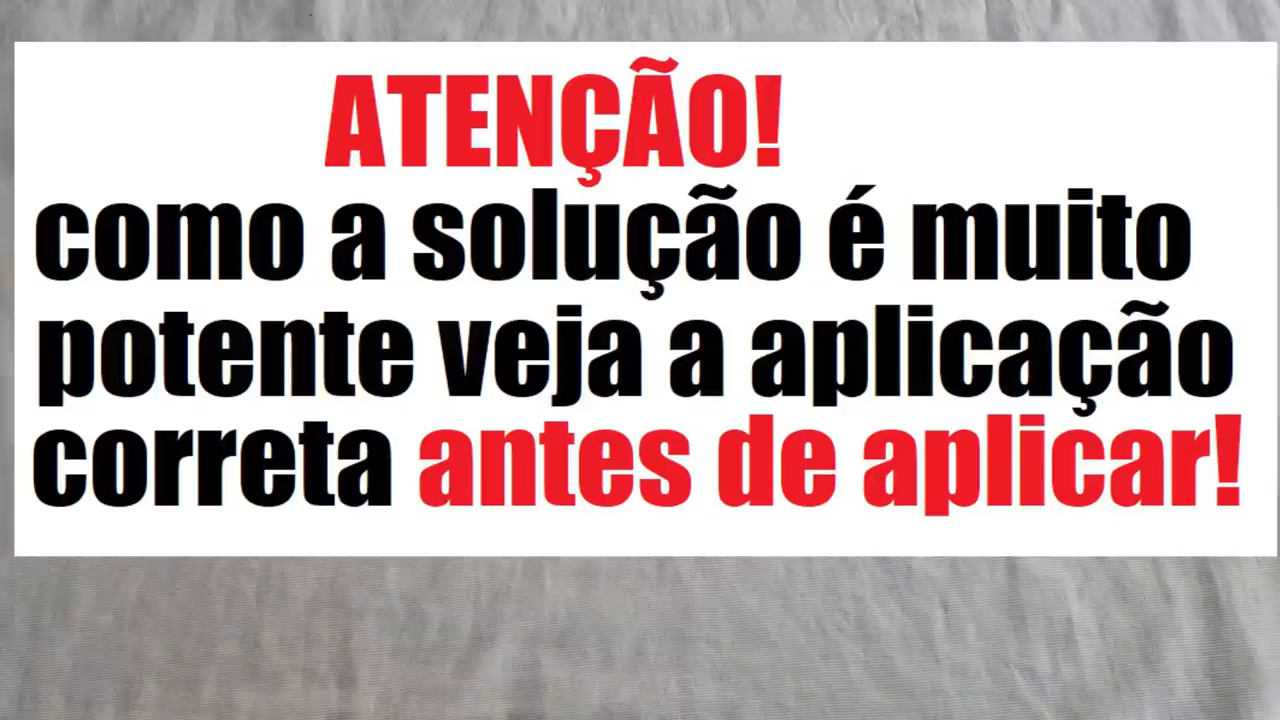 ATENÇÃO!
como a solução é muito
potente veja a aplicação
correta antes de aplicar!